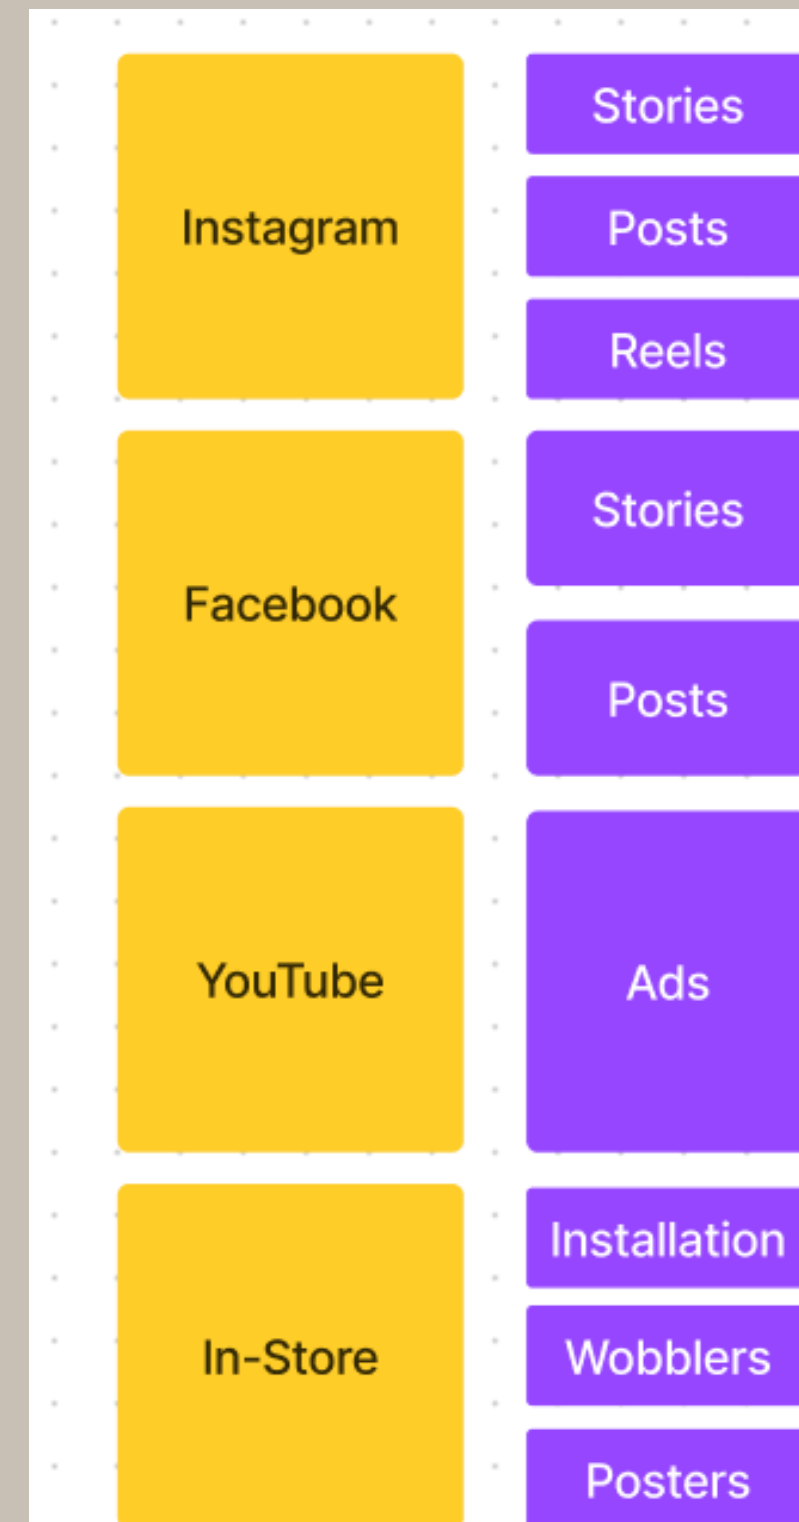 Instagram
Stories
Posts
Reels
Facebook
Stories
Posts
YouTube
Ads
In-Store
Installation
Wobblers
Posters